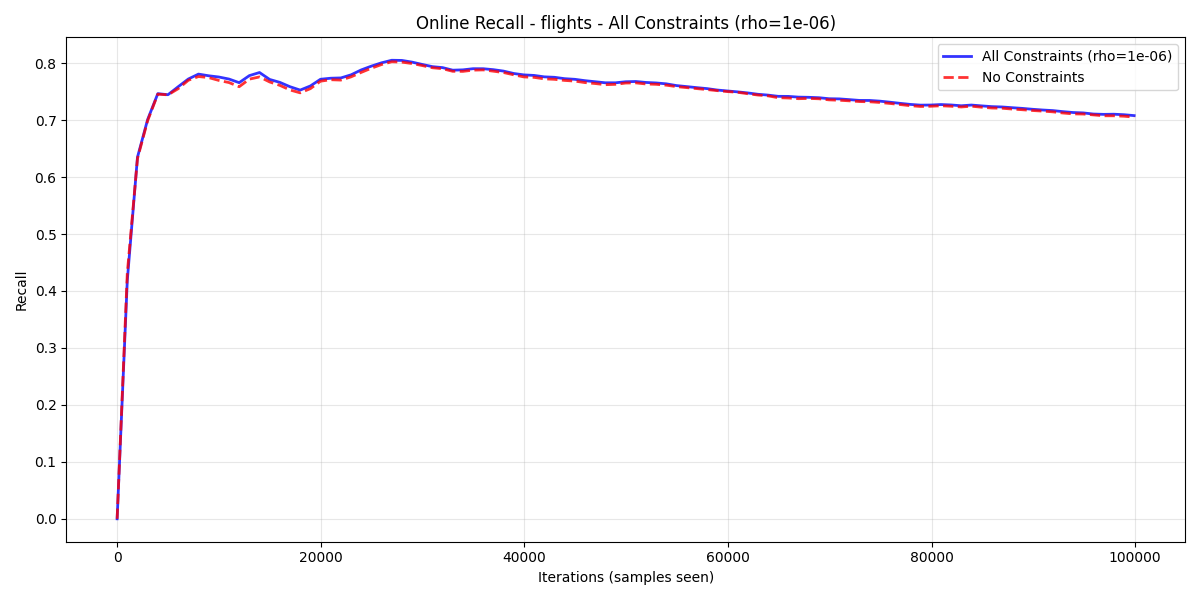 Online Recall - flights - All Constraints (rho=1e-06)
All Constraints (rho=1e-06)
No Constraints
Recall
0.8
0.7
0.6
0.5
0.4
0.3
0.2
0.1
0.0
0 20000 40000 60000 80000 100000
Iterations (samples seen)